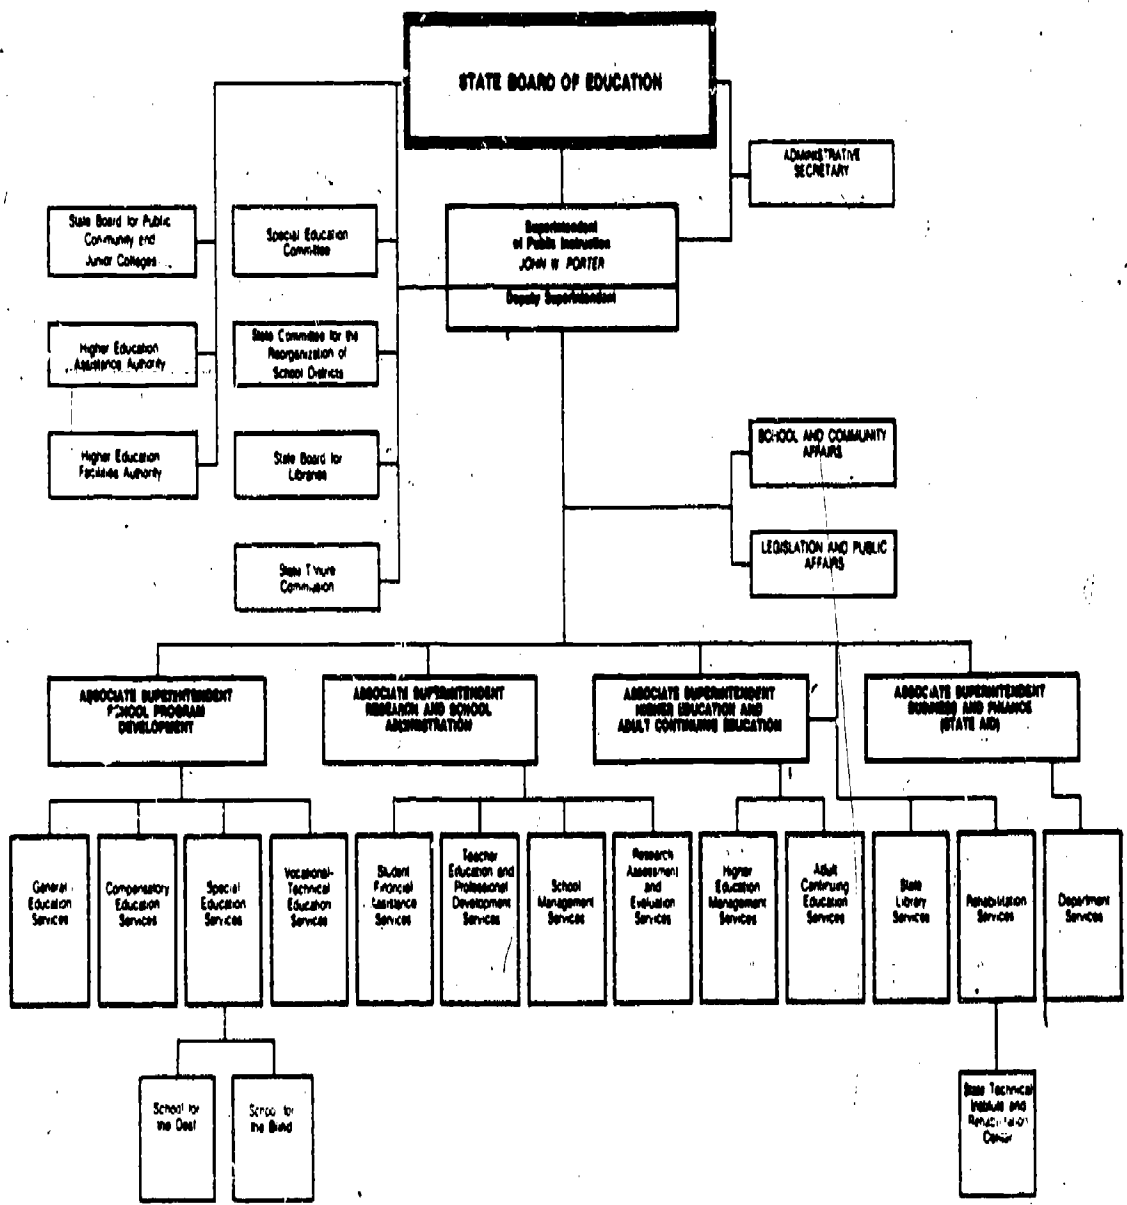 STATE BOARD OF EDUCATION
ADMINISTRATIVE
SECRETARY
Superintendent
of Public Instruction
JOHN W. PORTER
Deputy Superintendent
State Board for Public
Community and
Junior Colleges
Special Education
Committee
Higher Education
Assistance Authority
State Committee for the
Reorganization of
School Districts
Higher Education
Facilities Authority
State Board for
Libraries
State Tenure
Commission
SCHOOL AND COMMUNITY
AFFAIRS
LEGISLATION AND PUBLIC
AFFAIRS
ASSOCIATE SUPERINTENDENT
SCHOOL PROGRAM
DEVELOPMENT
ASSOCIATE SUPERINTENDENT
RESEARCH AND SCHOOL
ADMINISTRATION
ASSOCIATE SUPERINTENDENT
HIGHER EDUCATION AND
ADULT CONTINUING EDUCATION
ASSOCIATE SUPERINTENDENT
BUSINESS AND FINANCE
(STATE AID)
General
Education
Services
Compensatory
Education
Services
Special
Education
Services
Vocational-
Technical
Education
Services
Student
Financial
Assistance
Services
Teacher
Education and
Professional
Development
Services
School
Management
Services
Research
Assessment
and
Evaluation
Services
Higher
Education
Management
Services
Adult
Continuing
Education
Services
State
Library
Services
Rehabilitation
Services
Department
Services
School for
the Deaf
School for
the Blind
State Technical
Institute and
Rehabilitation
Center